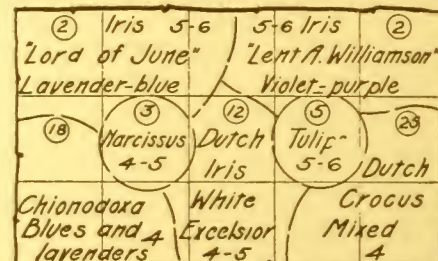 ② Iris 5-6
"Lord of June"
Lavender-blue
5-6 Iris ②
"Lent A. Williamson"
Violet-purple
⑱
③
Narcissus
4-5
⑫
Dutch
Iris
White
Excelsior
4-5
⑤
Tulip
5-6
㉕
Dutch
Crocus
Mixed
4
Chionodoxa
Blues and 4
lavenders